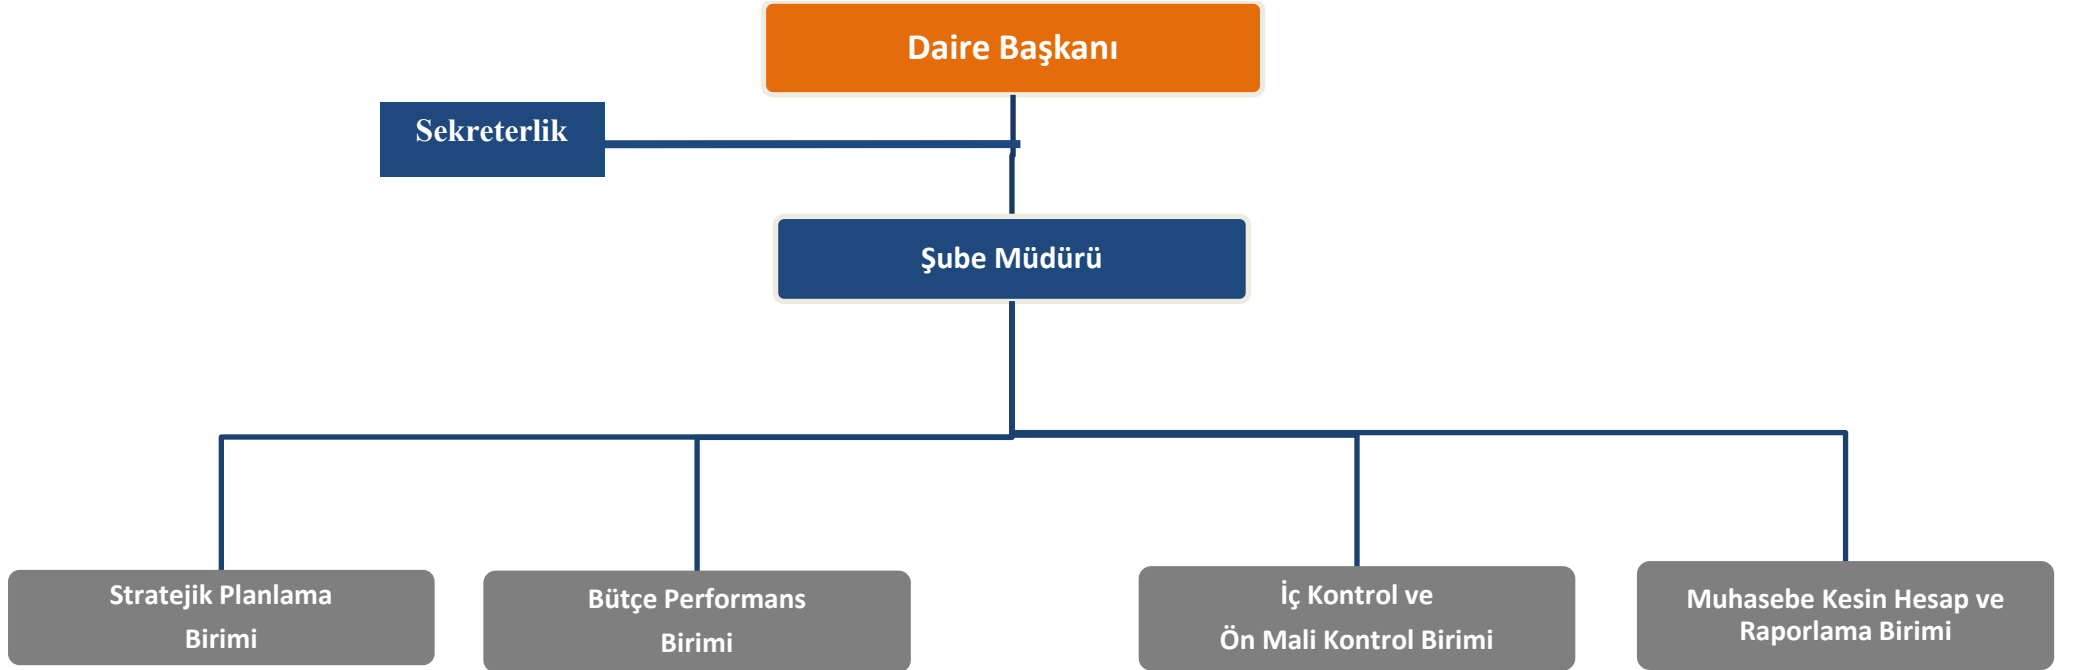 Daire Başkanı
Sekreterlik
Şube Müdürü
Stratejik Planlama
Birimi
Bütçe Performans
Birimi
İç Kontrol ve
Ön Mali Kontrol Birimi
Muhasebe Kesin Hesap ve
Raporlama Birimi